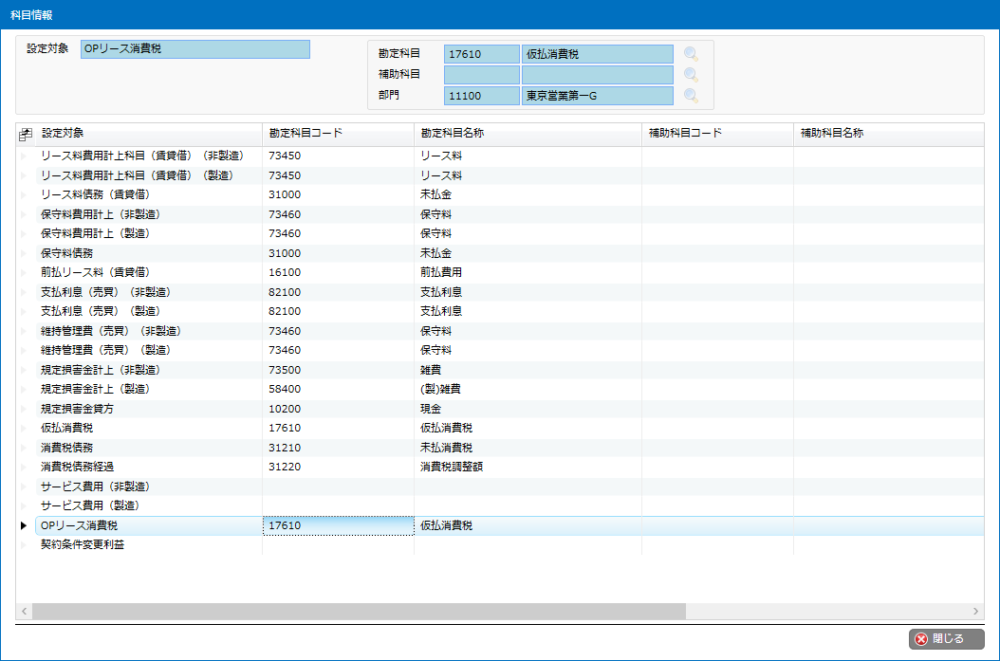 科目情報
設定対象 OPリース消費税
勘定科目 17610 仮払消費税
補助科目
部門 11100 東京営業第一G
設定対象 勘定科目コード 勘定科目名称 補助科目コード 補助科目名称
リース料費用計上科目（賃貸借）（非製造） 73450 リース料
リース料費用計上科目（賃貸借）（製造） 73450 リース料
リース料債務（賃貸借） 31000 未払金
保守料費用計上（非製造） 73460 保守料
保守料費用計上（製造） 73460 保守料
保守料債務 31000 未払金
前払リース料（賃貸借） 16100 前払費用
支払利息（売買）（非製造） 82100 支払利息
支払利息（売買）（製造） 82100 支払利息
維持管理費（売買）（非製造） 73460 保守料
維持管理費（売買）（製造） 73460 保守料
規定損害金計上（非製造） 73500 雑費
規定損害金計上（製造） 58400 (製)雑費
規定損害金貸方 10200 現金
仮払消費税 17610 仮払消費税
消費税債務 31210 未払消費税
消費税債務経過 31220 消費税調整額
サービス費用（非製造）
サービス費用（製造）
OPリース消費税 17610 仮払消費税
契約条件変更利益
閉じる